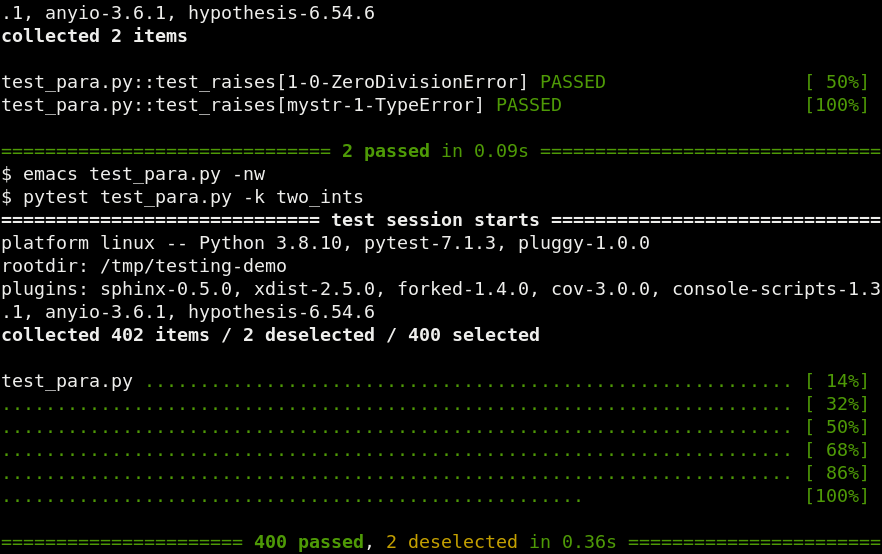 .1, anyio-3.6.1, hypothesis-6.54.6
collected 2 items
test_para.py::test_raises[1-0-ZeroDivisionError] PASSED                  [ 50%]
test_para.py::test_raises[mystr-1-TypeError] PASSED                      [100%]
============================== 2 passed in 0.09s ===============================
$ emacs test_para.py -nw
$ pytest test_para.py -k two_ints
============================= test session starts ==============================
platform linux -- Python 3.8.10, pytest-7.1.3, pluggy-1.0.0
rootdir: /tmp/testing-demo
plugins: sphinx-0.5.0, xdist-2.5.0, forked-1.4.0, cov-3.0.0, console-scripts-1.3
.1, anyio-3.6.1, hypothesis-6.54.6
collected 402 items / 2 deselected / 400 selected
test_para.py ........................................................... [ 14%]
........................................................................ [ 32%]
........................................................................ [ 50%]
........................................................................ [ 68%]
........................................................................ [ 86%]
.....................................................                    [100%]
====================== 400 passed, 2 deselected in 0.36s =======================